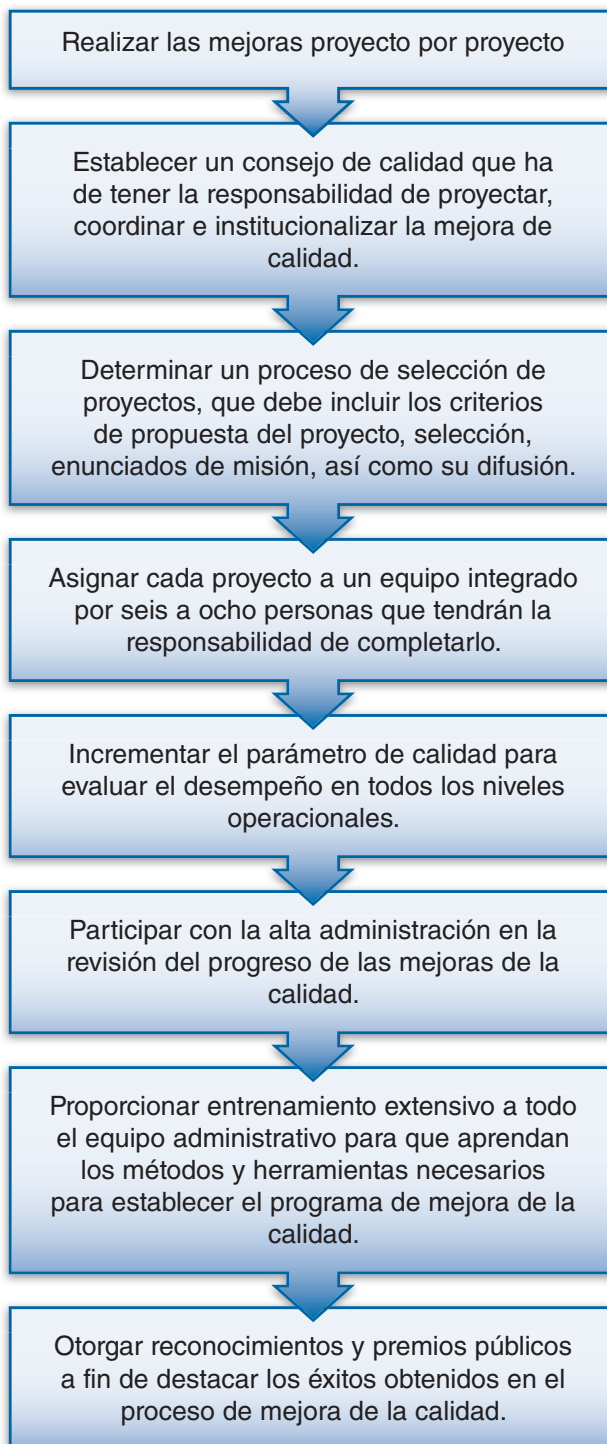 Realizar las mejoras proyecto por proyecto
Establecer un consejo de calidad que ha
de tener la responsabilidad de proyectar,
coordinar e institucionalizar la mejora de
calidad.
Determinar un proceso de selección de
proyectos, que debe incluir los criterios
de propuesta del proyecto, selección,
enunciados de misión, así como su difusión.
Asignar cada proyecto a un equipo integrado
por seis a ocho personas que tendrán la
responsabilidad de completarlo.
Incrementar el parámetro de calidad para
evaluar el desempeño en todos los niveles
operacionales.
Participar con la alta administración en la
revisión del progreso de las mejoras de la
calidad.
Proporcionar entrenamiento extensivo a todo
el equipo administrativo para que aprendan
los métodos y herramientas necesarios
para establecer el programa de mejora de la
calidad.
Otorgar reconocimientos y premios públicos
a fin de destacar los éxitos obtenidos en el
proceso de mejora de la calidad.